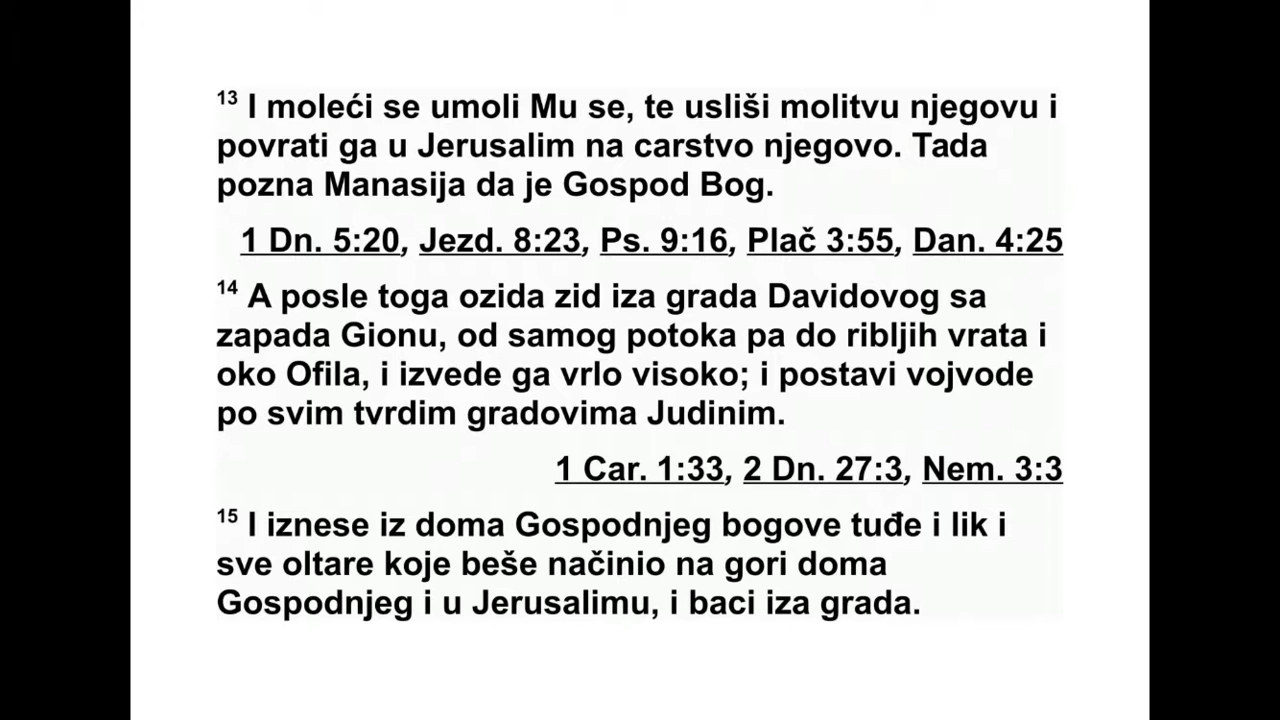 13 I moleći se umoli Mu se, te usliši molitvu njegovu i
povrati ga u Jerusalim na carstvo njegovo. Tada
pozna Manasija da je Gospod Bog.
1 Dn. 5:20, Jezd. 8:23, Ps. 9:16, Plač 3:55, Dan. 4:25
14 A posle toga ozida zid iza grada Davidovog sa
zapada Gionu, od samog potoka pa do ribljih vrata i
oko Ofila, i izvede ga vrlo visoko; i postavi vojvode
po svim tvrdim gradovima Judinim.
1 Car. 1:33, 2 Dn. 27:3, Nem. 3:3
15 I iznese iz doma Gospodnjeg bogove tuđe i lik i
sve oltare koje beše načinio na gori doma
Gospodnjeg i u Jerusalimu, i baci iza grada.